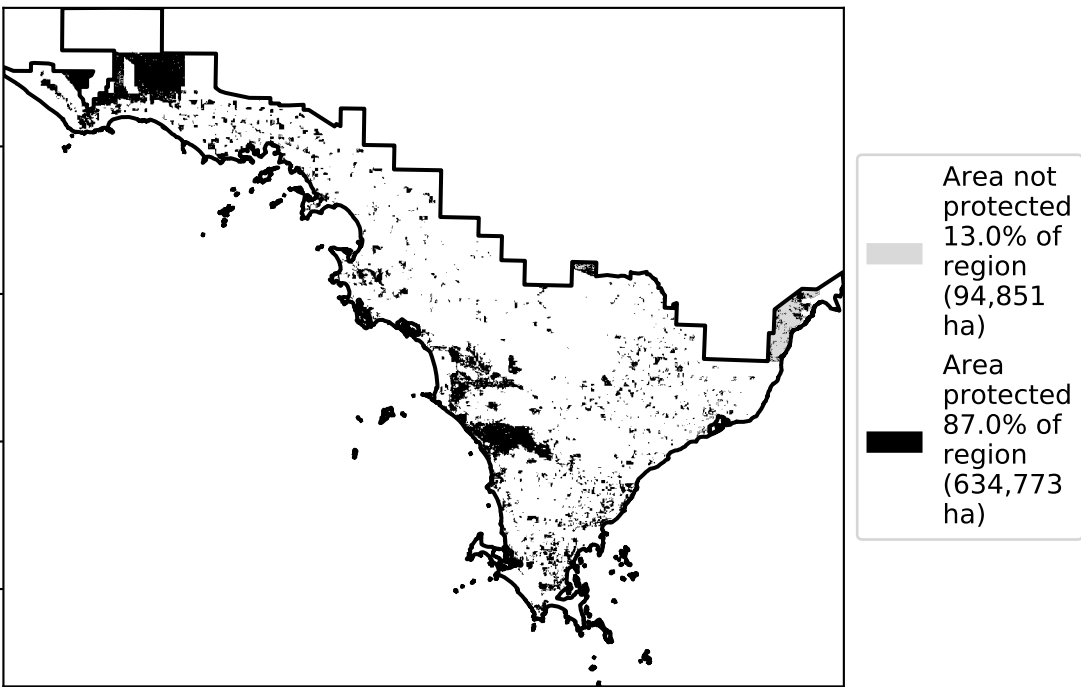 Area not
protected
13.0% of
region
(94,851
ha)
Area
protected
87.0% of
region
(634,773
ha)